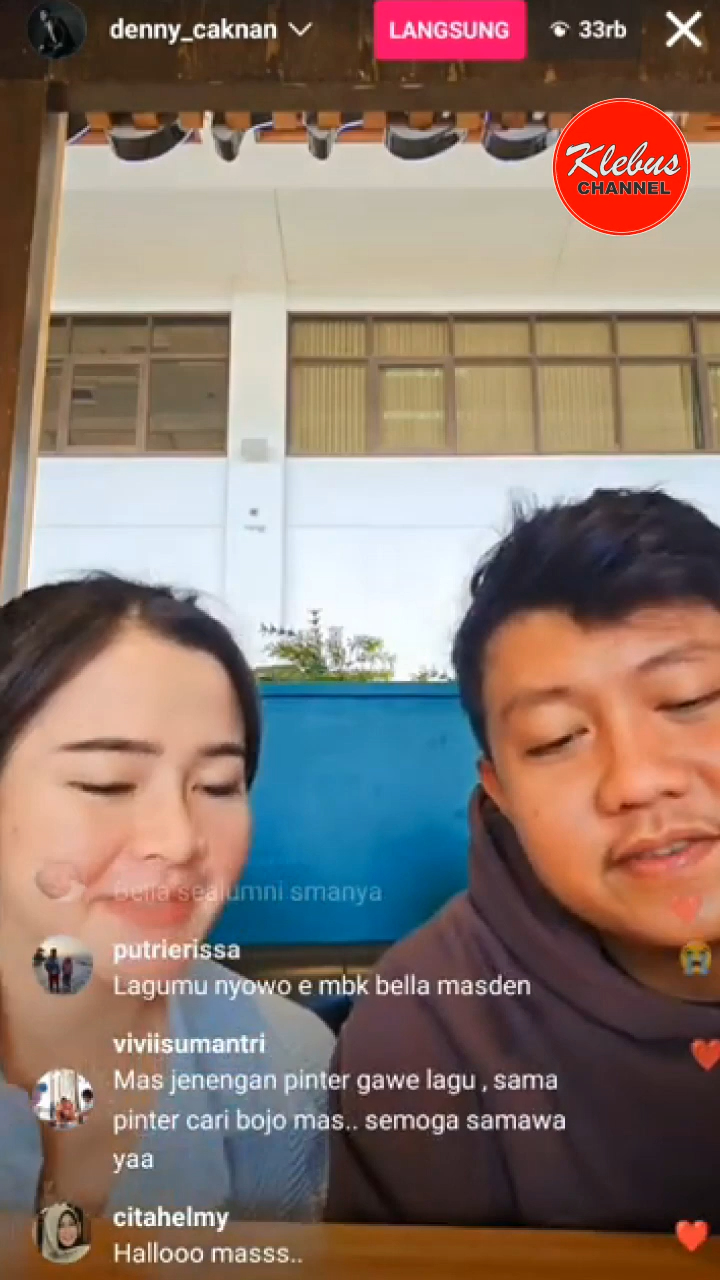 denny_caknan
LANGSUNG
33rb
Klebus
CHANNEL
Bella sealumni smanya
putrierissa
Lagumu nyowo e mbk bella masden
viviisumantri
Mas jenengan pinter gawe lagu , sama
pinter cari bojo mas.. semoga samawa
yaa
citahelmy
Hallooo masss..